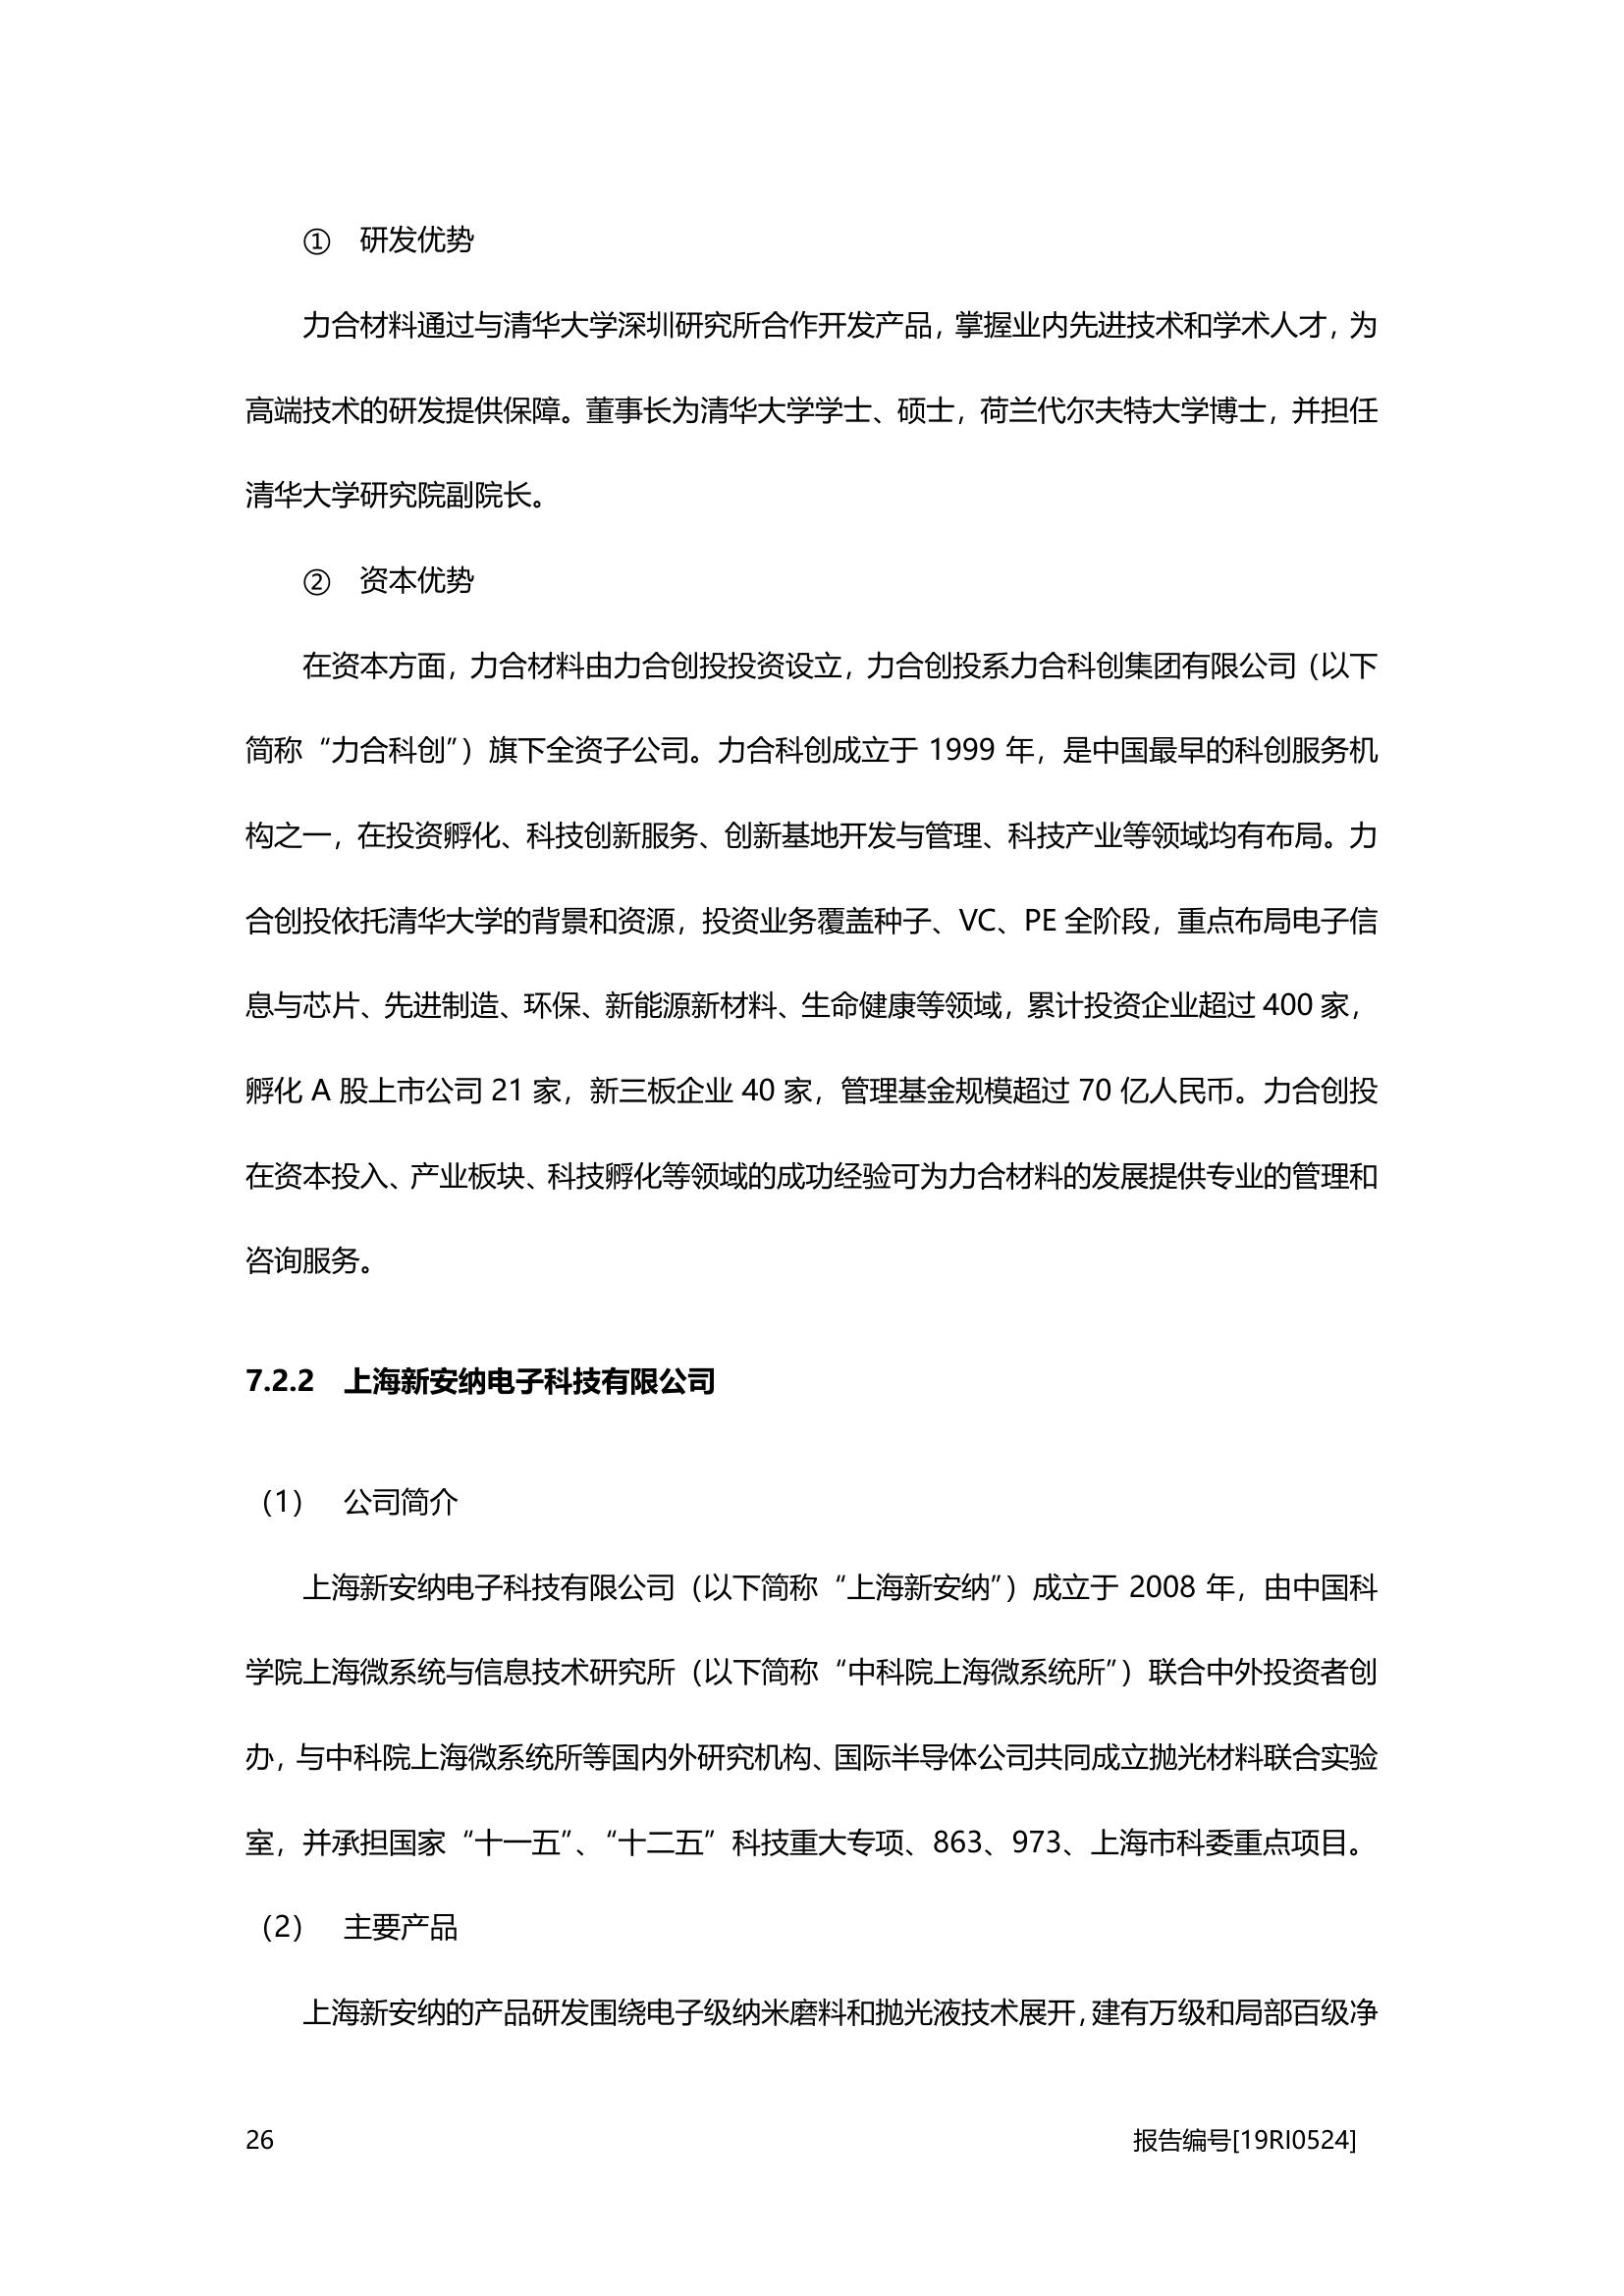 ① 研发优势
力合材料通过与清华大学深圳研究所合作开发产品，掌握业内先进技术和学术人才，为
高端技术的研发提供保障。董事长为清华大学学士、硕士，荷兰代尔夫特大学博士，并担任
清华大学研究院副院长。
② 资本优势
在资本方面，力合材料由力合创投投资设立，力合创投系力合科创集团有限公司（以下
简称“力合科创”）旗下全资子公司。力合科创成立于 1999 年，是中国最早的科创服务机
构之一，在投资孵化、科技创新服务、创新基地开发与管理、科技产业等领域均有布局。力
合创投依托清华大学的背景和资源，投资业务覆盖种子、VC、PE 全阶段，重点布局电子信
息与芯片、先进制造、环保、新能源新材料、生命健康等领域，累计投资企业超过 400 家，
孵化 A 股上市公司 21 家，新三板企业 40 家，管理基金规模超过 70 亿人民币。力合创投
在资本投入、产业板块、科技孵化等领域的成功经验可为力合材料的发展提供专业的管理和
咨询服务。
7.2.2 上海新安纳电子科技有限公司
（1） 公司简介
上海新安纳电子科技有限公司（以下简称“上海新安纳”）成立于 2008 年，由中国科
学院上海微系统与信息技术研究所（以下简称“中科院上海微系统所”）联合中外投资者创
办，与中科院上海微系统所等国内外研究机构、国际半导体公司共同成立抛光材料联合实验
室，并承担国家“十一五”、“十二五”科技重大专项、863、973、上海市科委重点项目。
（2） 主要产品
上海新安纳的产品研发围绕电子级纳米磨料和抛光液技术展开，建有万级和局部百级净
26 报告编号[19RI0524]